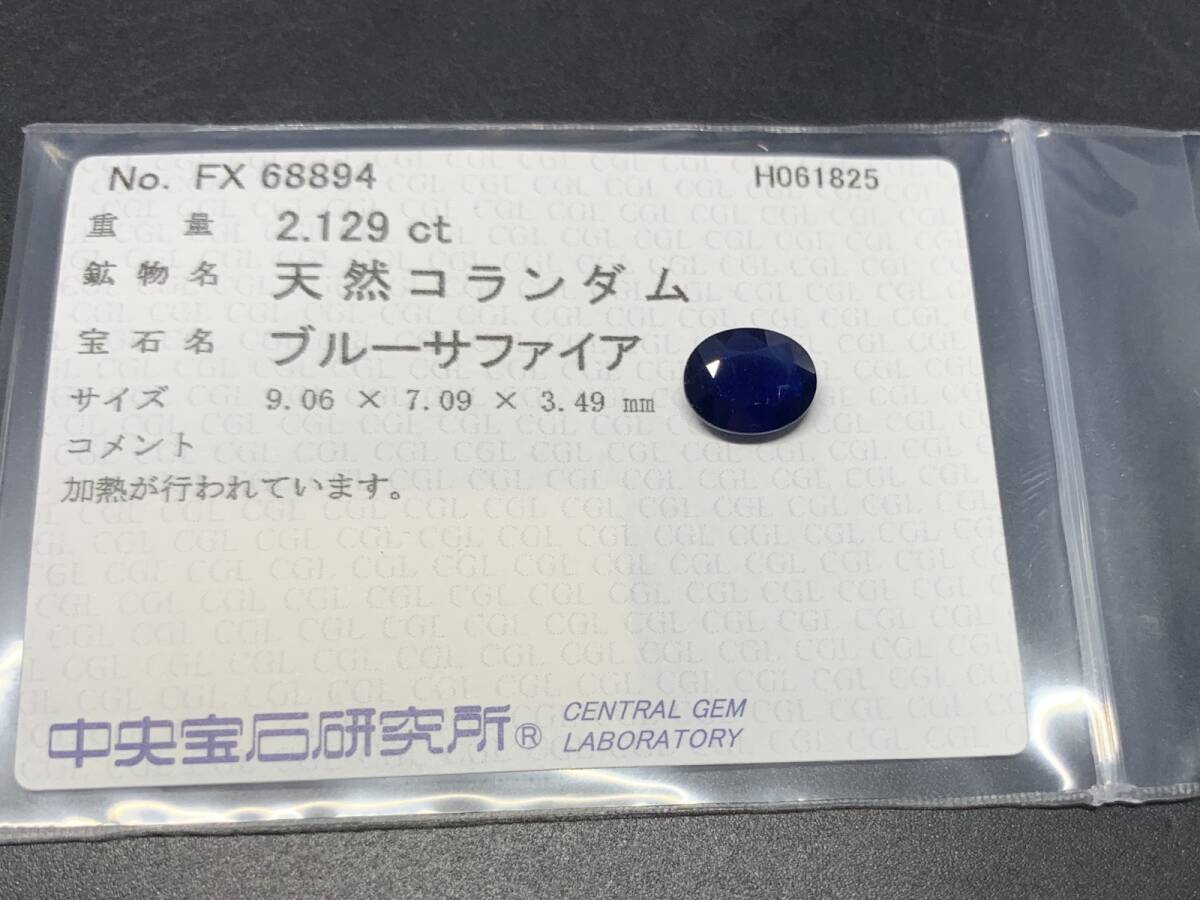 No. FX 68894 H061825
重量 2.129 ct
鉱物名 天然コランダム
宝石名 ブルーサファイア
サイズ 9.06 × 7.09 × 3.49 mm
コメント
加熱が行われています。
中央宝石研究所® CENTRAL GEM
LABORATORY